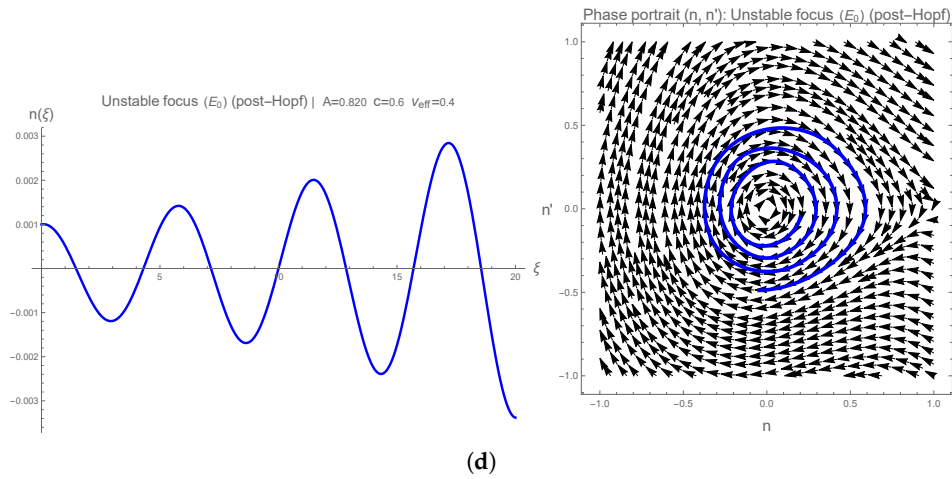 Unstable focus (E₀) (post-Hopf) | A=0.820 c=0.6 v_eff=0.4
n(ξ)
0.003
0.002
0.001
-0.001
-0.002
-0.003
5
10
15
20
ξ
Phase portrait (n, n'): Unstable focus (E₀) (post-Hopf)
1.0
0.5
0.0
-0.5
-1.0
n'
-1.0
-0.5
0.0
0.5
1.0
n
(d)